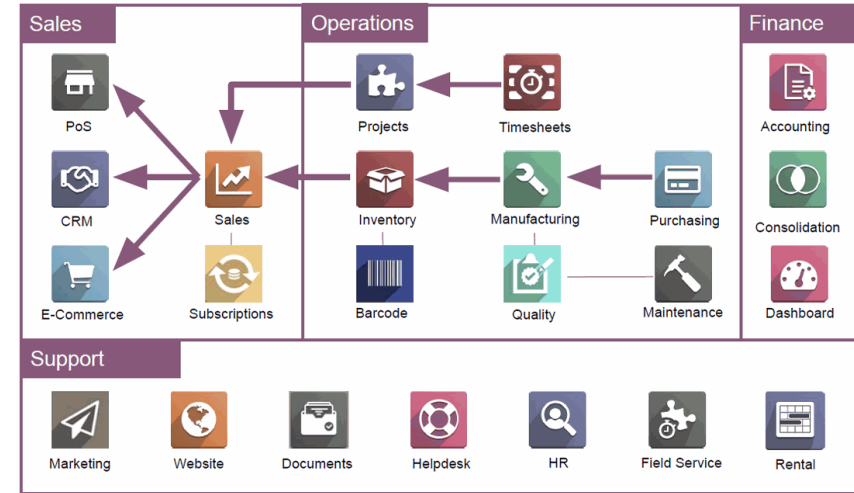 Sales
Operations
Finance
PoS
Projects
Timesheets
Accounting
CRM
Sales
Inventory
Manufacturing
Purchasing
Consolidation
E-Commerce
Subscriptions
Barcode
Quality
Maintenance
Dashboard
Support
Marketing
Website
Documents
Helpdesk
HR
Field Service
Rental